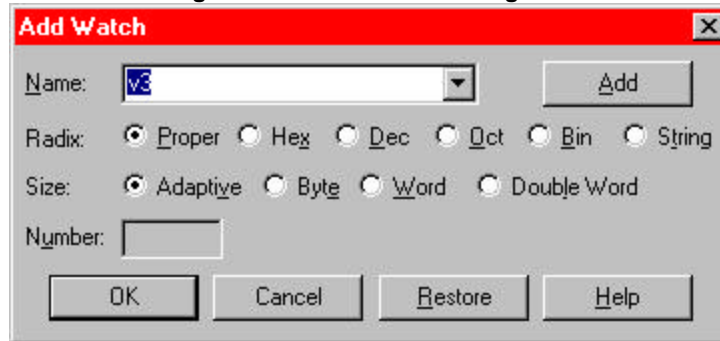 Add Watch
Name: v3 Add
Radix: Proper Hex Dec Oct Bin String
Size: Adaptive Byte Word Double Word
Number:
OK Cancel Restore Help